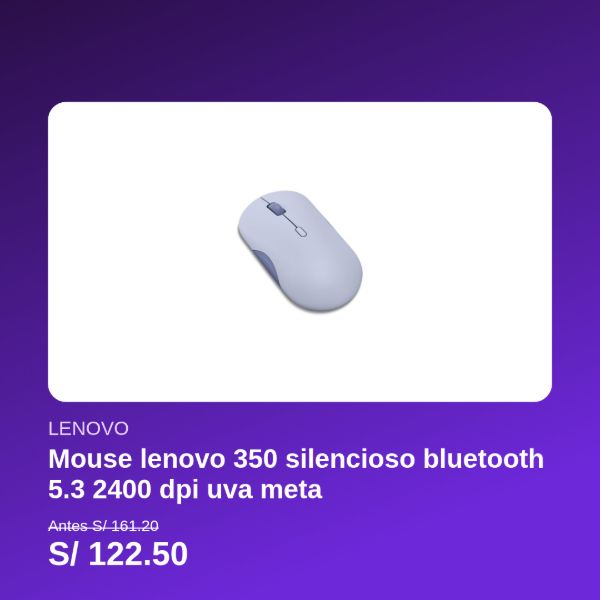 LENOVO
Mouse lenovo 350 silencioso bluetooth
5.3 2400 dpi uva meta
Antes S/ 161.20
S/ 122.50